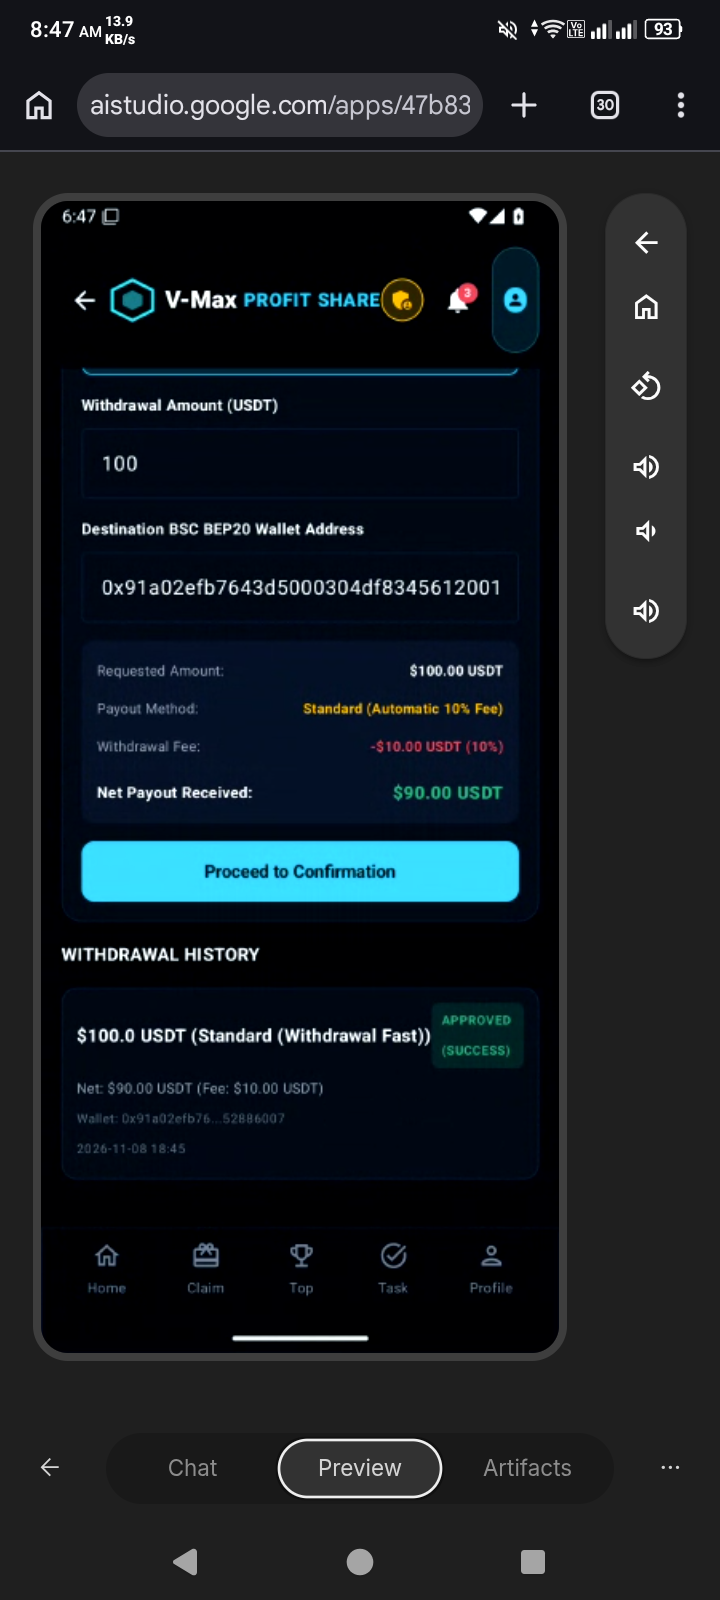 8:47 AM 13.9 KB/s Vo LTE 93
aistudio.google.com/apps/47b83
30
6:47
V-Max PROFIT SHARE 3
Withdrawal Amount (USDT)
100
Destination BSC BEP20 Wallet Address
0x91a02efb7643d5000304df8345612001
Requested Amount: $100.00 USDT
Payout Method: Standard (Automatic 10% Fee)
Withdrawal Fee: -$10.00 USDT (10%)
Net Payout Received: $90.00 USDT
Proceed to Confirmation
WITHDRAWAL HISTORY
$100.0 USDT (Standard (Withdrawal Fast)) APPROVED (SUCCESS)
Net: $90.00 USDT (Fee: $10.00 USDT)
Wallet: 0x91a02efb76...52886007
2026-11-08 18:45
Home Claim Top Task Profile
Chat Preview Artifacts